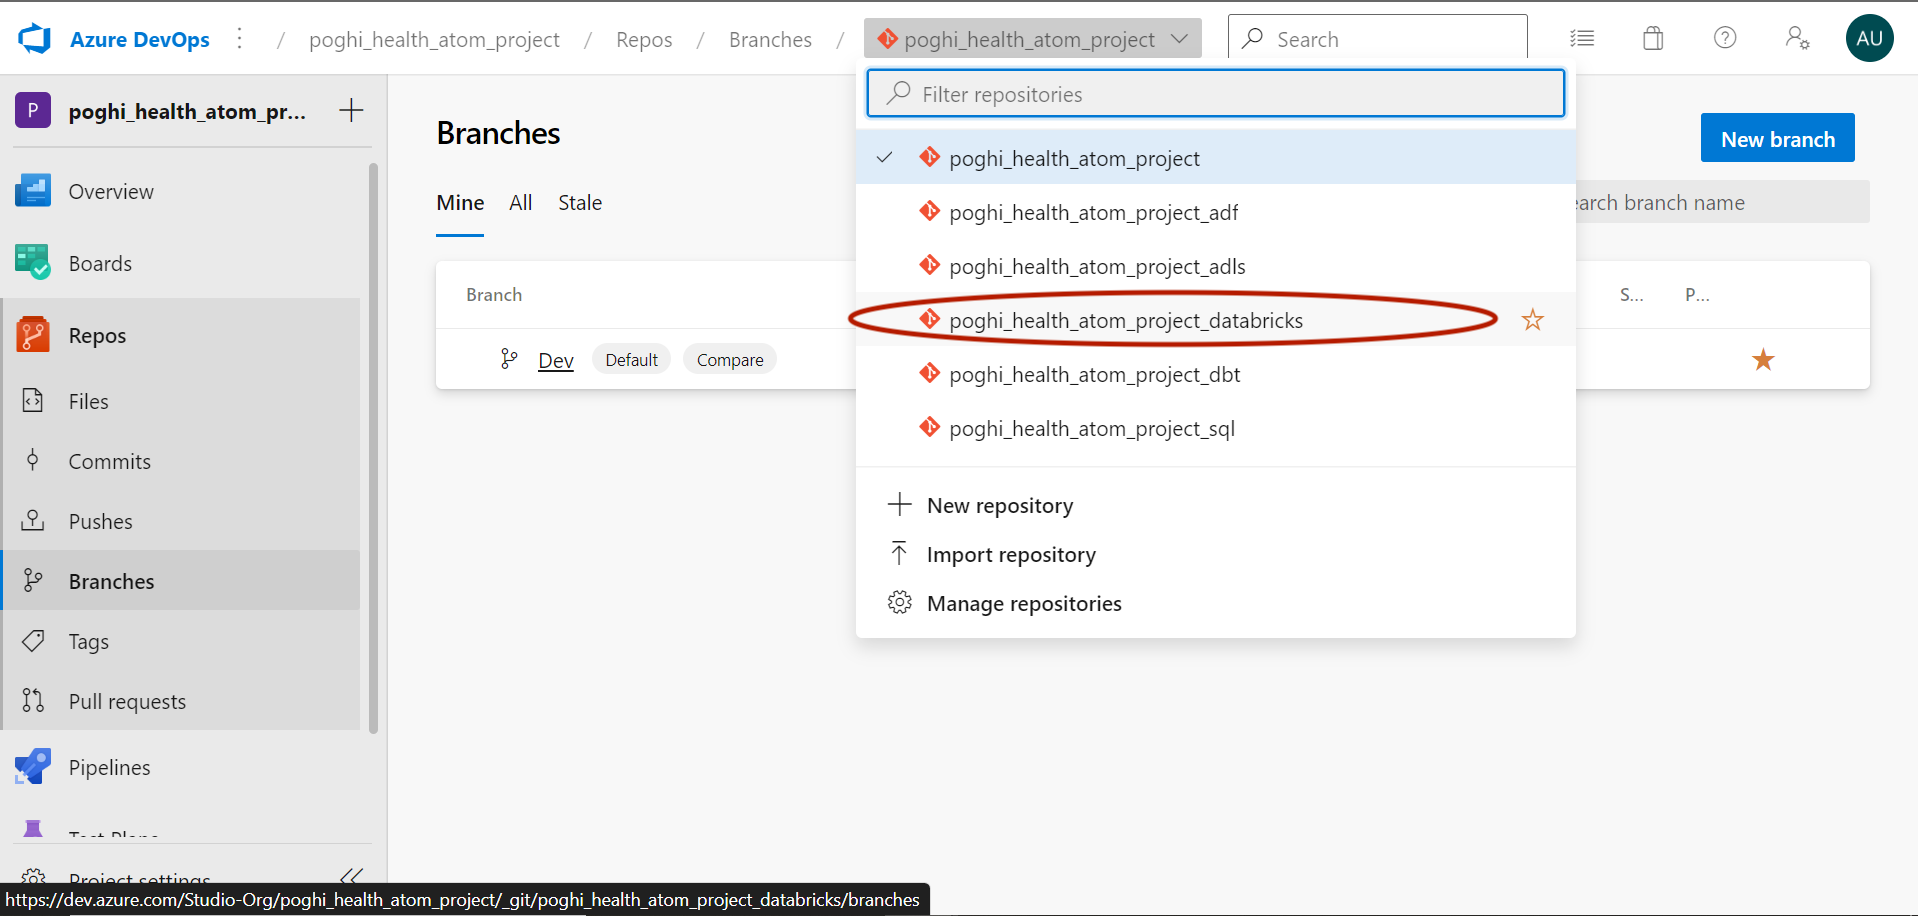 Azure DevOps / poghi_health_atom_project / Repos / Branches / poghi_health_atom_project Search AU
P poghi_health_atom_pr... 
Overview
Boards
Repos
Files
Commits
Pushes
Branches
Tags
Pull requests
Pipelines
Test Plans
Project settings
Branches
New branch
Mine All Stale
earch branch name
Branch S... P...
Dev Default Compare
Filter repositories
poghi_health_atom_project
poghi_health_atom_project_adf
poghi_health_atom_project_adls
poghi_health_atom_project_databricks
poghi_health_atom_project_dbt
poghi_health_atom_project_sql
New repository
Import repository
Manage repositories
https://dev.azure.com/Studio-Org/poghi_health_atom_project/_git/poghi_health_atom_project_databricks/branches